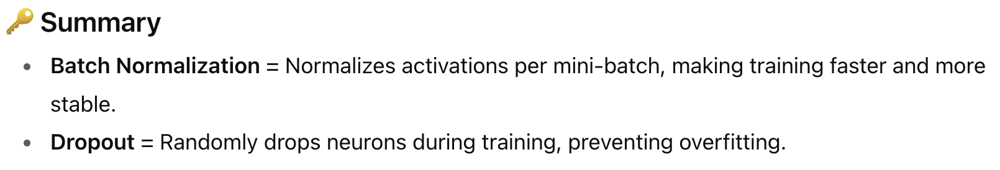 🔑 Summary
• Batch Normalization = Normalizes activations per mini-batch, making training faster and more
stable.
• Dropout = Randomly drops neurons during training, preventing overfitting.